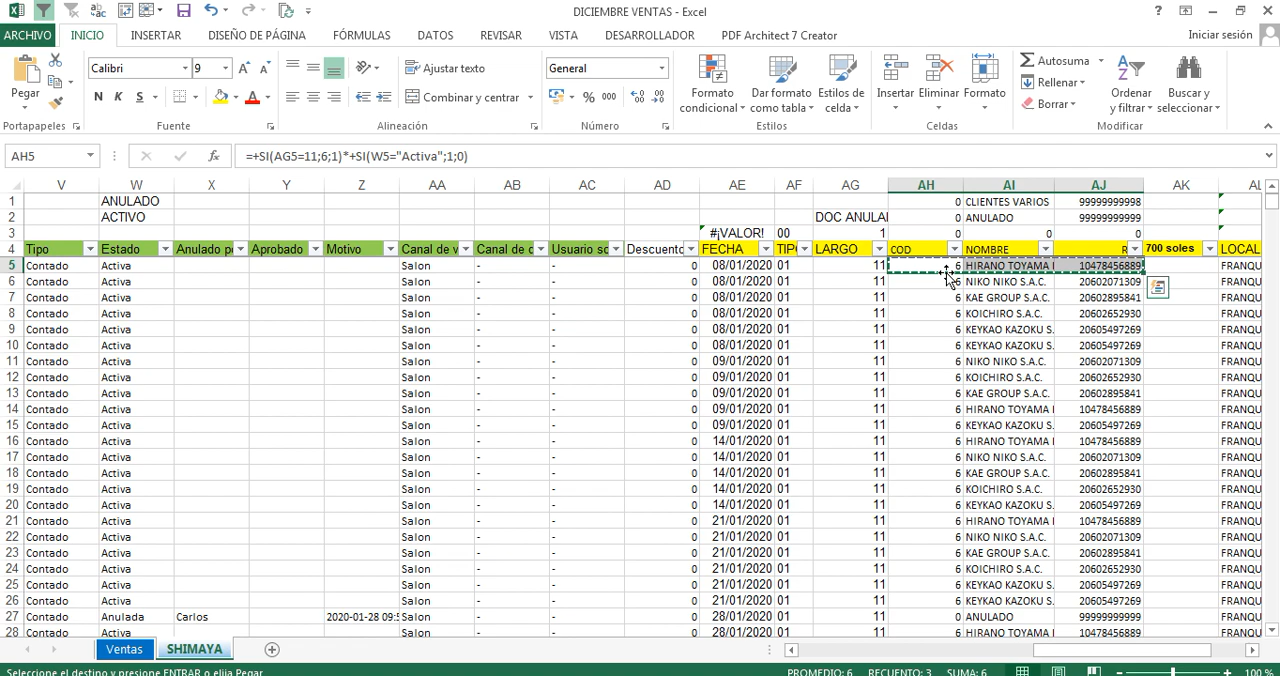 DICIEMBRE VENTAS - Excel
ARCHIVO INICIO INSERTAR DISEÑO DE PÁGINA FÓRMULAS DATOS REVISAR VISTA DESARROLLADOR PDF Architect 7 Creator Iniciar sesión
Pegar Calibri 9 Ajustar texto General Formato condicional Dar formato como tabla Estilos de celda Insertar Eliminar Formato Autosuma Rellenar Borrar Ordenar y filtrar Buscar y seleccionar
N K S Combinar y centrar % 000
Portapapeles Fuente Alineación Número Estilos Celdas Modificar
AH5 fx =+SI(AG5=11;6;1)*+SI(W5="Activa";1;0)
V W X Y Z AA AB AC AD AE AF AG AH AI AJ AK AL
1 ANULADO 0 CLIENTES VARIOS 99999999998
2 ACTIVO DOC ANULAI 0 ANULADO 99999999999
3 #¡VALOR! 00 1 0 0 0
4 Tipo Estado Anulado po Aprobado Motivo Canal de v Canal de c Usuario so Descuento FECHA TIPO LARGO COD NOMBRE R 700 soles LOCAL
5 Contado Activa Salon - - 0 08/01/2020 01 11 6 HIRANO TOYAMA I 10478456889 FRANQU
6 Contado Activa Salon - - 0 08/01/2020 01 11 6 NIKO NIKO S.A.C. 20602071309 FRANQU
7 Contado Activa Salon - - 0 08/01/2020 01 11 6 KAE GROUP S.A.C. 20602895841 FRANQU
8 Contado Activa Salon - - 0 08/01/2020 01 11 6 KOICHIRO S.A.C. 20602652930 FRANQU
9 Contado Activa Salon - - 0 08/01/2020 01 11 6 KEYKAO KAZOKU S. 20605497269 FRANQU
10 Contado Activa Salon - - 0 09/01/2020 01 11 6 KEYKAO KAZOKU S. 20605497269 FRANQU
11 Contado Activa Salon - - 0 09/01/2020 01 11 6 NIKO NIKO S.A.C. 20602071309 FRANQU
12 Contado Activa Salon - - 0 09/01/2020 01 11 6 KOICHIRO S.A.C. 20602652930 FRANQU
13 Contado Activa Salon - - 0 09/01/2020 01 11 6 KAE GROUP S.A.C. 20602895841 FRANQU
14 Contado Activa Salon - - 0 09/01/2020 01 11 6 HIRANO TOYAMA I 10478456889 FRANQU
15 Contado Activa Salon - - 0 09/01/2020 01 11 6 KEYKAO KAZOKU S. 20605497269 FRANQU
16 Contado Activa Salon - - 0 14/01/2020 01 11 6 HIRANO TOYAMA I 10478456889 FRANQU
17 Contado Activa Salon - - 0 14/01/2020 01 11 6 NIKO NIKO S.A.C. 20602071309 FRANQU
18 Contado Activa Salon - - 0 14/01/2020 01 11 6 KAE GROUP S.A.C. 20602895841 FRANQU
19 Contado Activa Salon - - 0 14/01/2020 01 11 6 KOICHIRO S.A.C. 20602652930 FRANQU
20 Contado Activa Salon - - 0 14/01/2020 01 11 6 KEYKAO KAZOKU S. 20605497269 FRANQU
21 Contado Activa Salon - - 0 21/01/2020 01 11 6 HIRANO TOYAMA I 10478456889 FRANQU
22 Contado Activa Salon - - 0 21/01/2020 01 11 6 NIKO NIKO S.A.C. 20602071309 FRANQU
23 Contado Activa Salon - - 0 21/01/2020 01 11 6 KAE GROUP S.A.C. 20602895841 FRANQU
24 Contado Activa Salon - - 0 21/01/2020 01 11 6 KOICHIRO S.A.C. 20602652930 FRANQU
25 Contado Activa Salon - - 0 21/01/2020 01 11 6 KEYKAO KAZOKU S. 20605497269 FRANQU
26 Contado Activa Salon - - 0 21/01/2020 01 11 6 KEYKAO KAZOKU S. 20605497269 FRANQU
27 Contado Anulada Carlos 2020-01-28 09:5 Salon - - 0 28/01/2020 01 11 0 ANULADO 99999999999 FRANQU
28 Contado Activa Salon - - 0 28/01/2020 01 11 6 HIRANO TOYAMA I 10478456889 FRANQU
Ventas SHIMAYA
Seleccione el destino y presione ENTRAR o elija Pegar PROMEDIO: 6 RECUENTO: 3 SUMA: 6 100 %